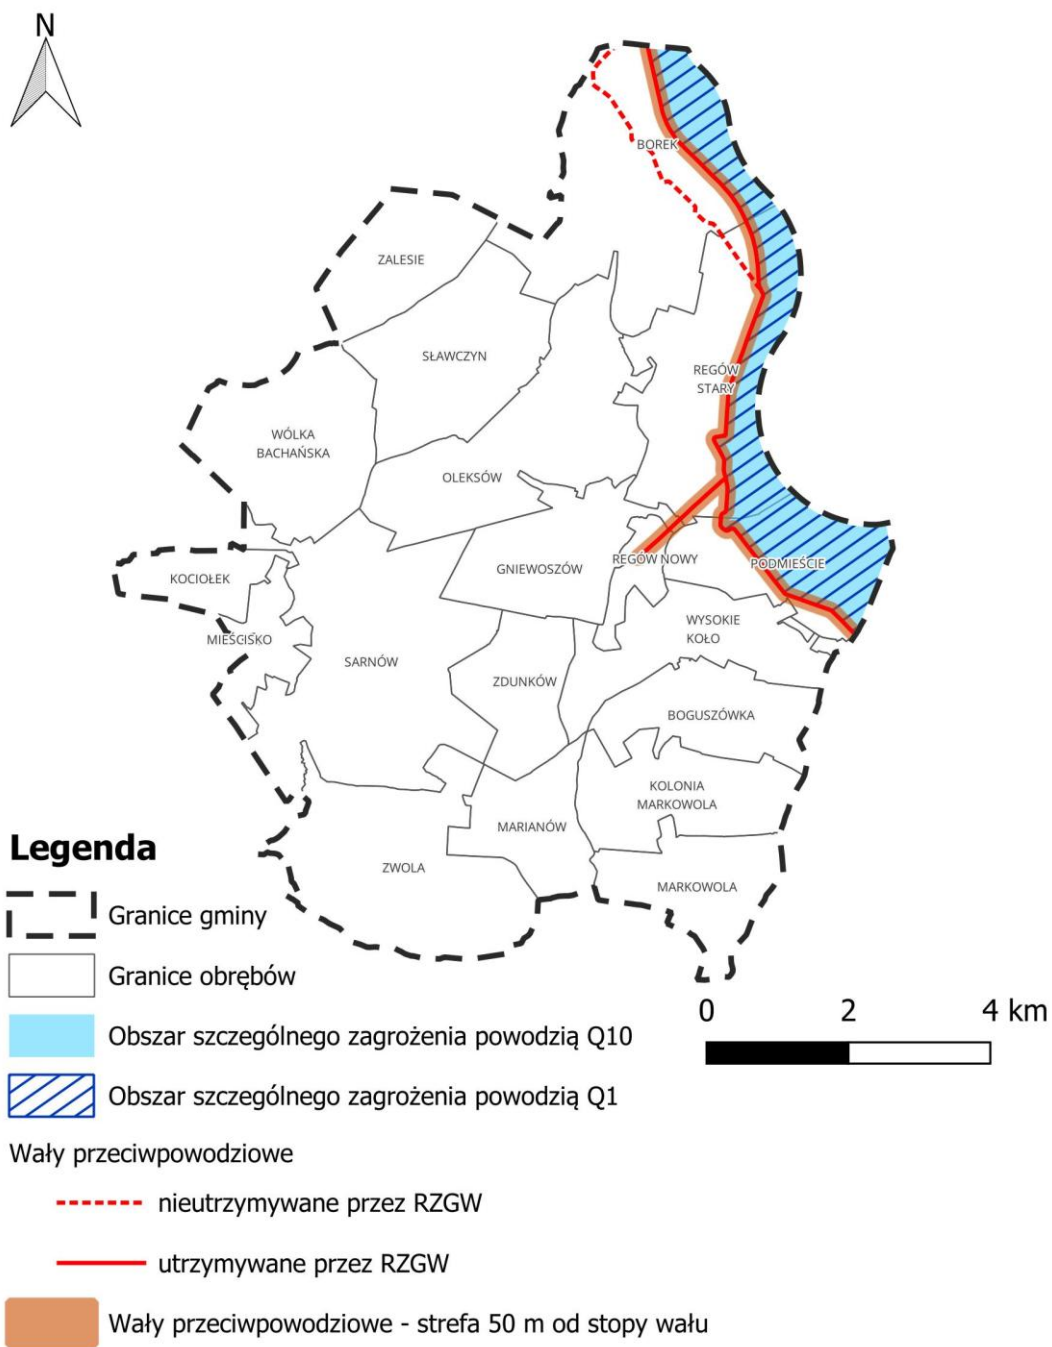 N
BOREK
ZALESIE
SŁAWCZYN
REGÓW
STARY
WÓLKA
BACHAŃSKA
OLEKSÓW
GNIEWOSZÓW
REGÓW NOWY
PODMIEŚCIE
KOCIOŁEK
MIEŚCISKO
SARNÓW
WYSOKIE
KOŁO
ZDUNKÓW
BOGUSZÓWKA
KOLONIA
MARKOWOLA
MARIANÓW
ZWOLA
MARKOWOLA
Legenda
Granice gminy
Granice obrębów
0 2 4 km
Obszar szczególnego zagrożenia powodzią Q10
Obszar szczególnego zagrożenia powodzią Q1
Wały przeciwpowodziowe
nieutrzymywane przez RZGW
utrzymywane przez RZGW
Wały przeciwpowodziowe - strefa 50 m od stopy wału